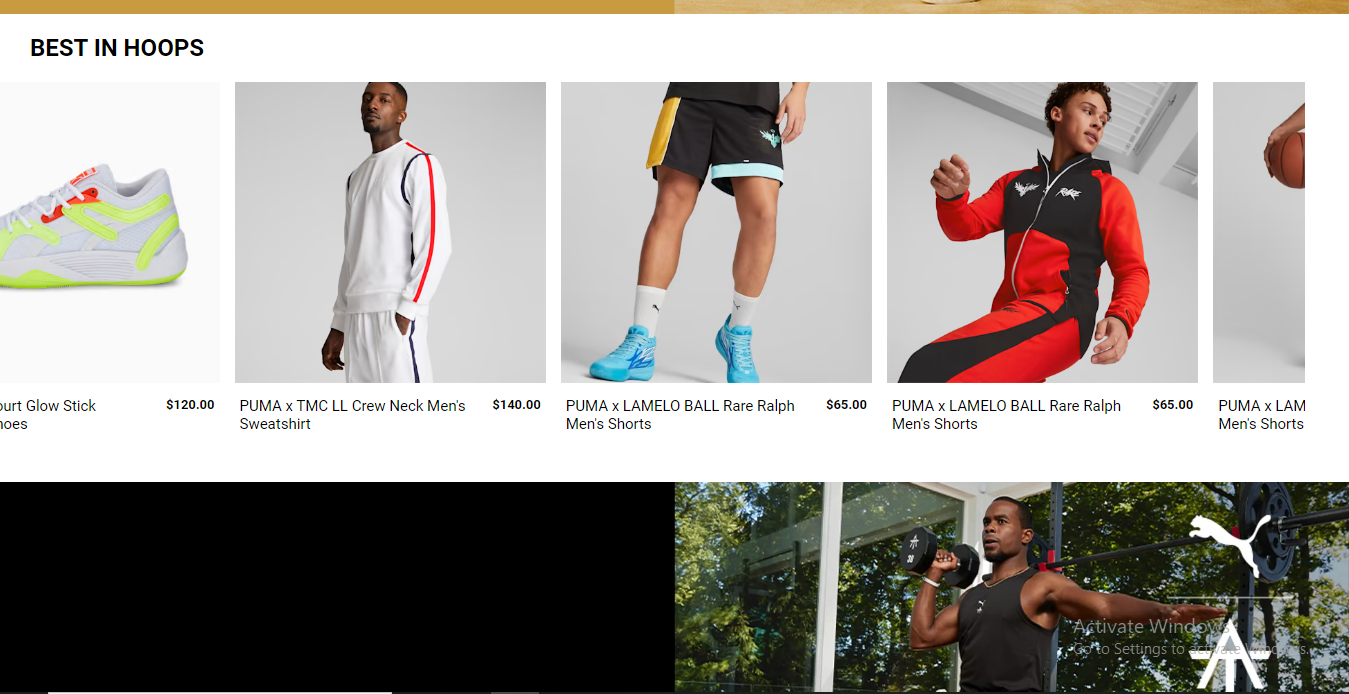 BEST IN HOOPS
ourt Glow Stick
hoes
$120.00
PUMA x TMC LL Crew Neck Men's
Sweatshirt
$140.00
PUMA x LAMELO BALL Rare Ralph
Men's Shorts
$65.00
PUMA x LAMELO BALL Rare Ralph
Men's Shorts
$65.00
PUMA x LAM
Men's Shorts
Activate Windows
Go to Settings to activate Windows.